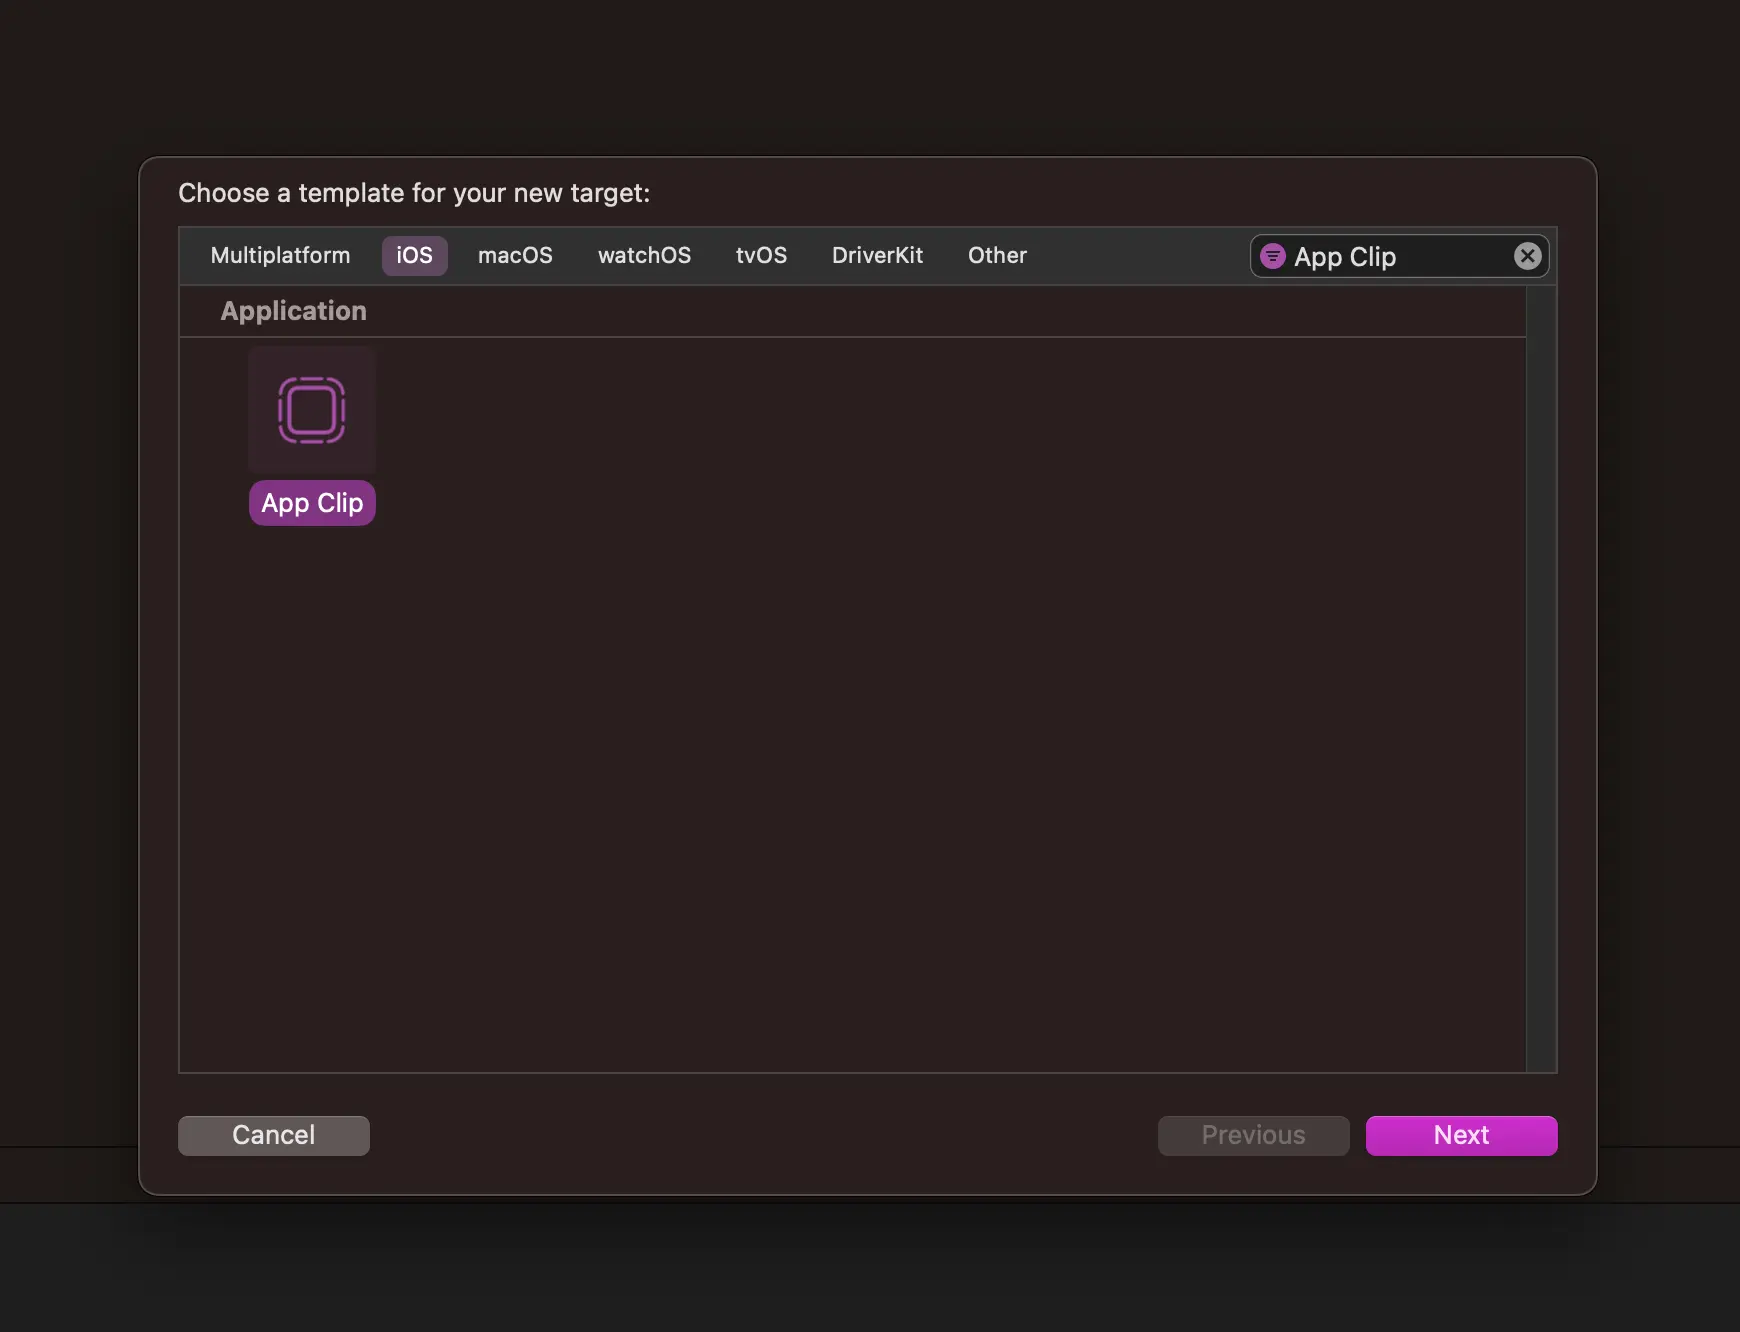 Choose a template for your new target:
Multiplatform iOS macOS watchOS tvOS DriverKit Other App Clip
Application
App Clip
Cancel Previous Next